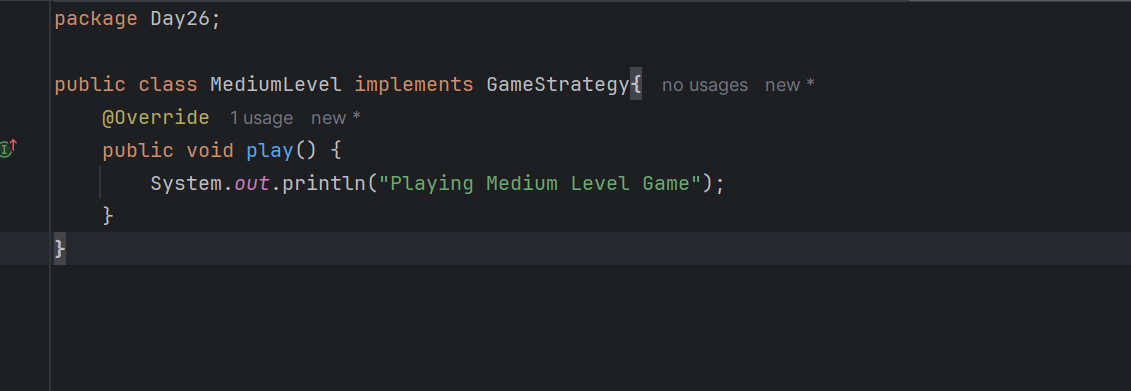 package Day26;
public class MediumLevel implements GameStrategy{ no usages new *
@Override 1 usage new *
public void play() {
System.out.println("Playing Medium Level Game");
}
}